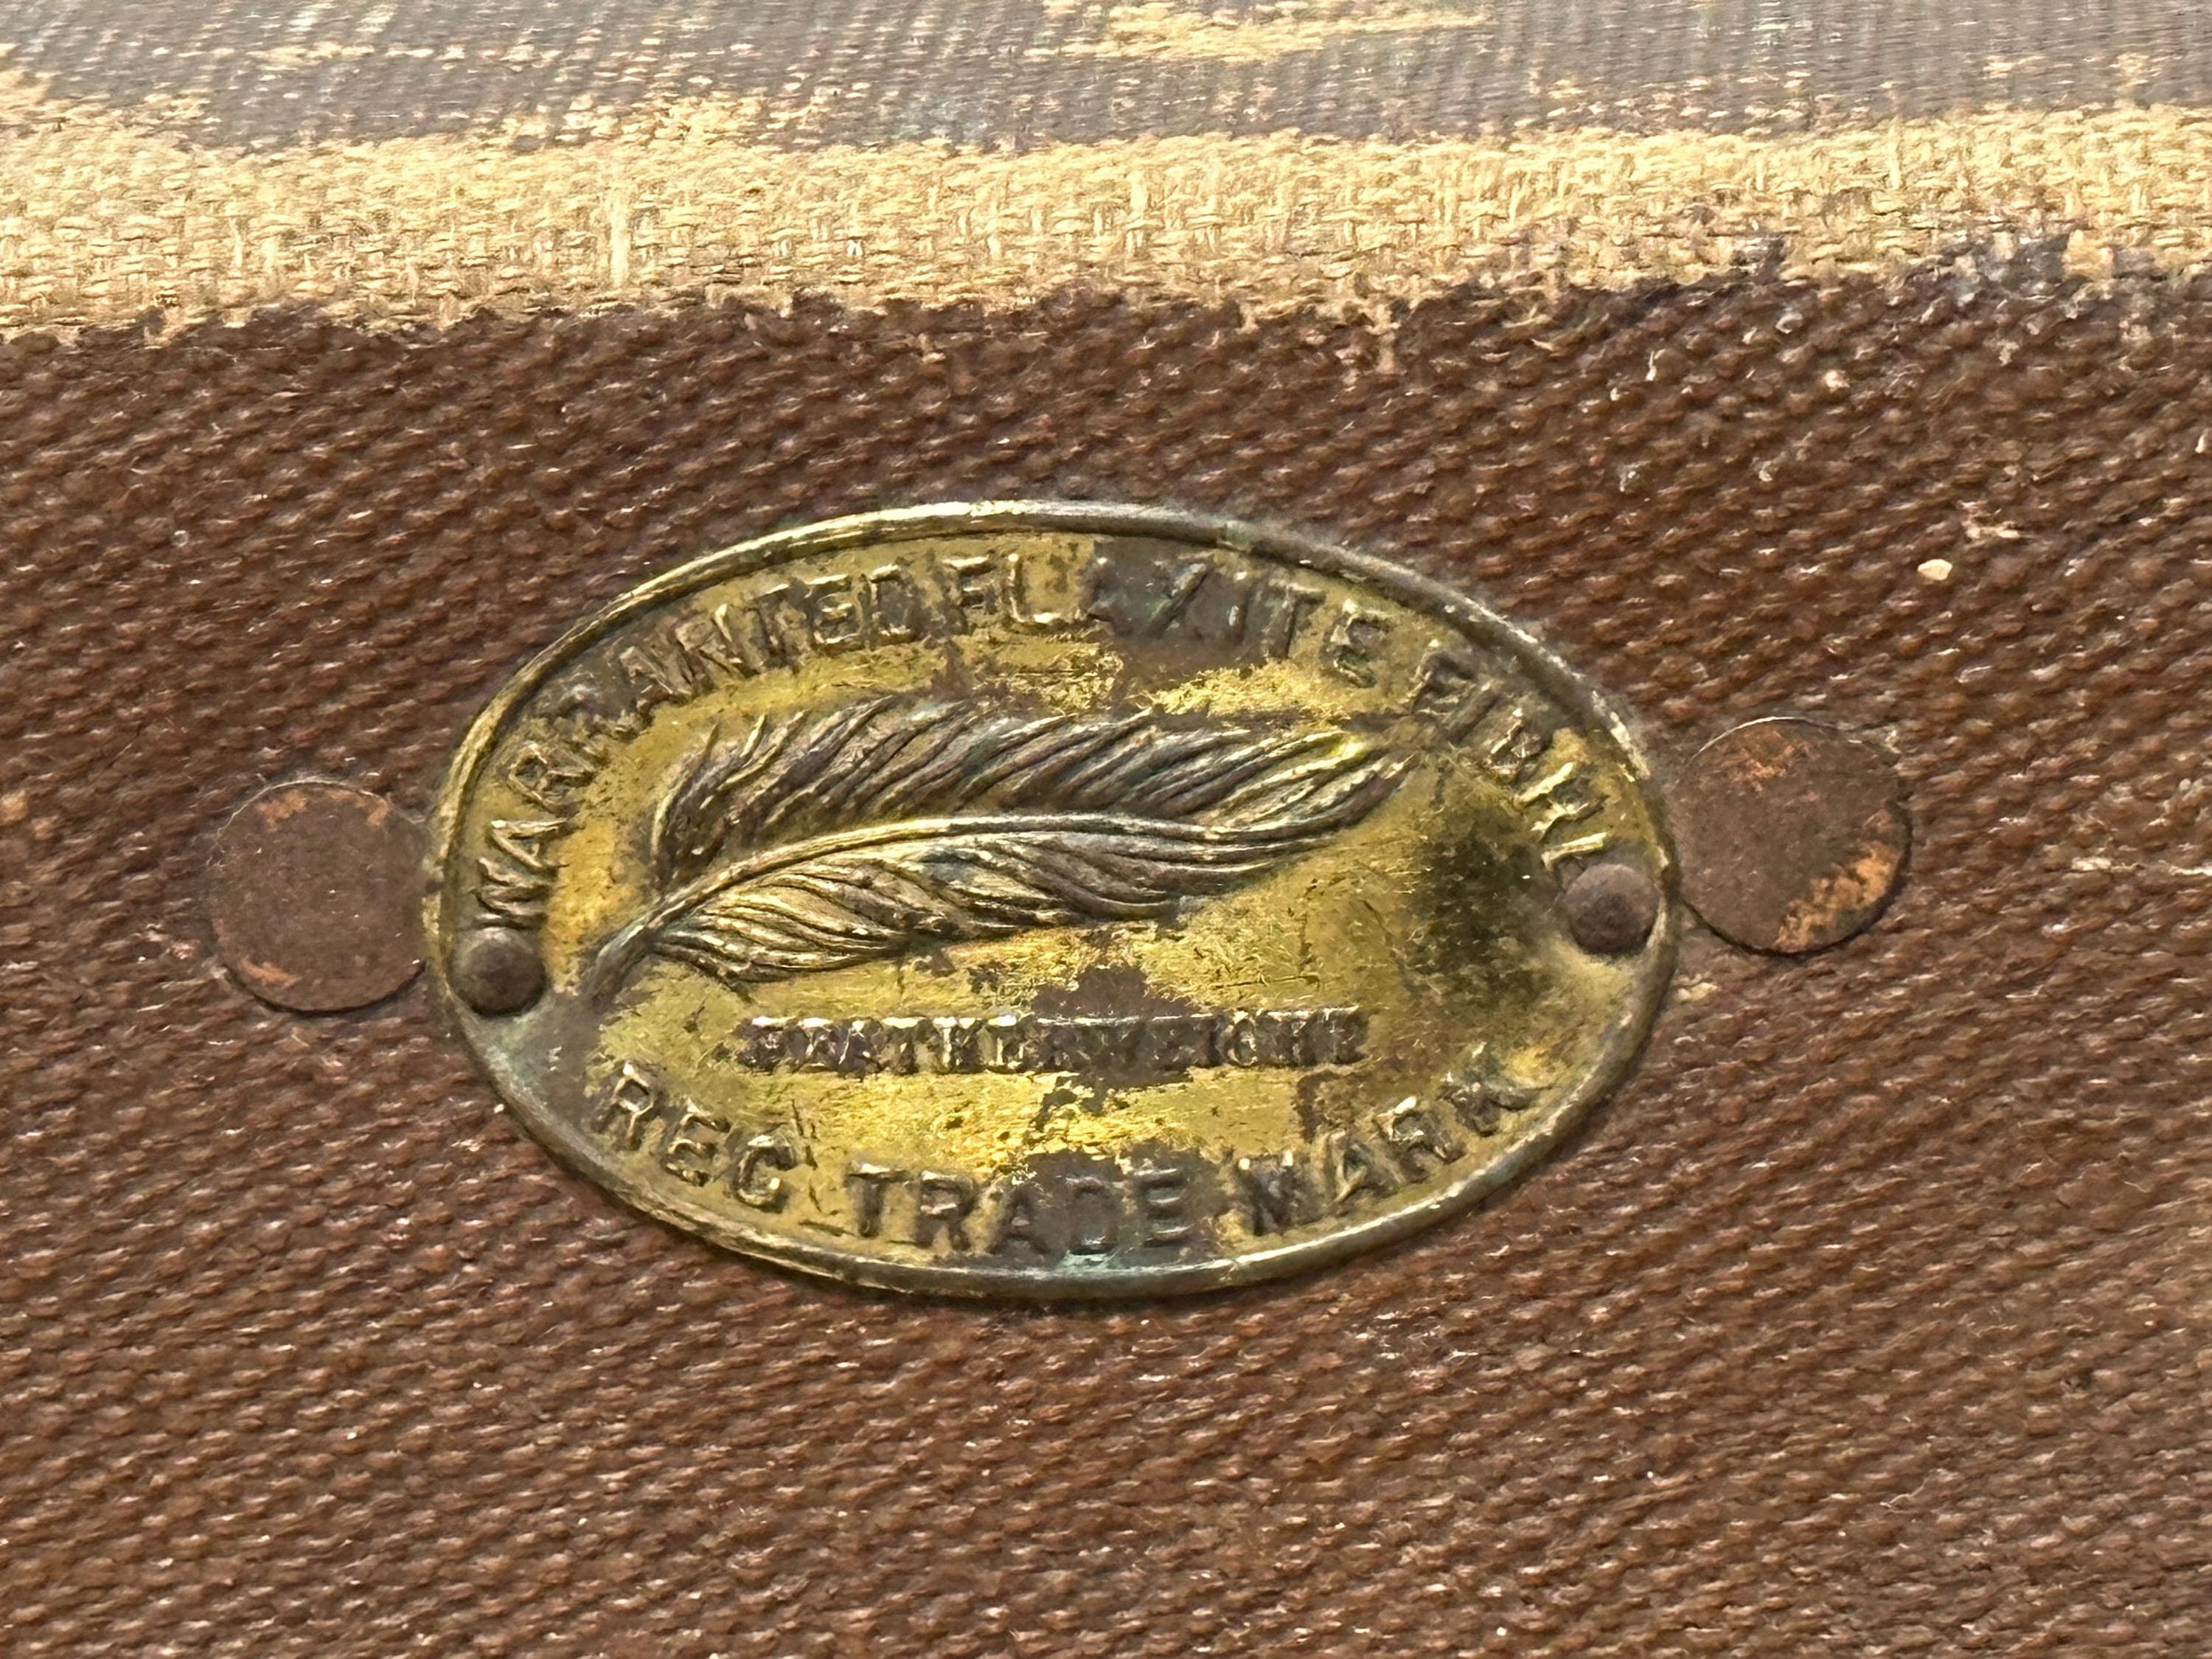 WARRANTED FLAXITE FIBRE
FEATHERWEIGHT
REG TRADE MARK